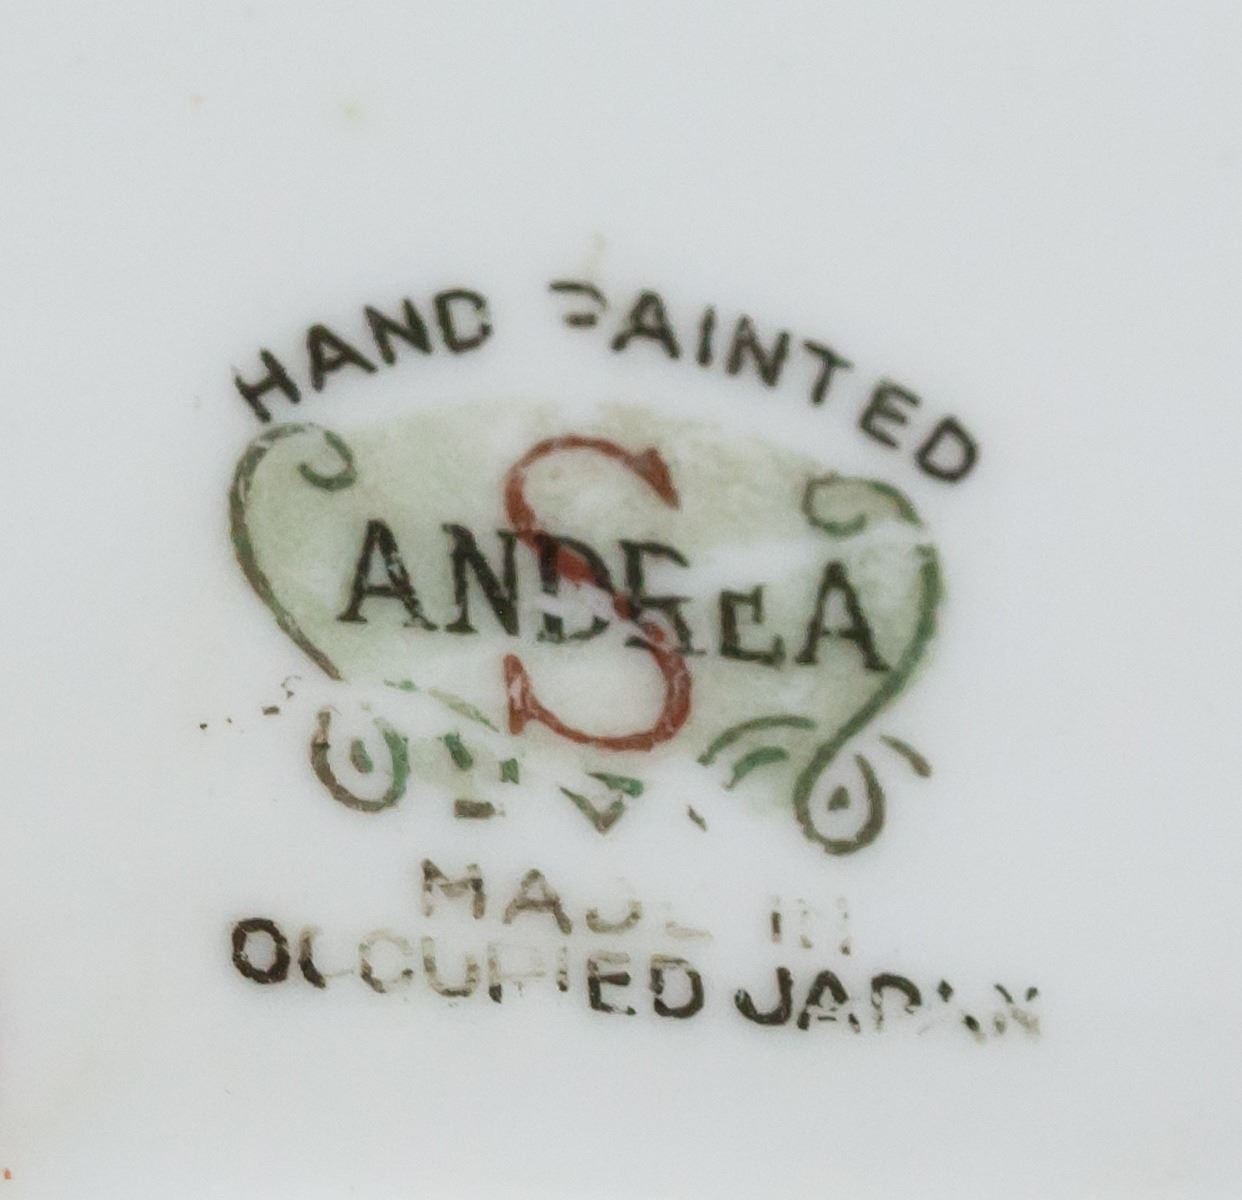 HAND PAINTED
S
ANDREA
MADE IN
OCCUPIED JAPAN